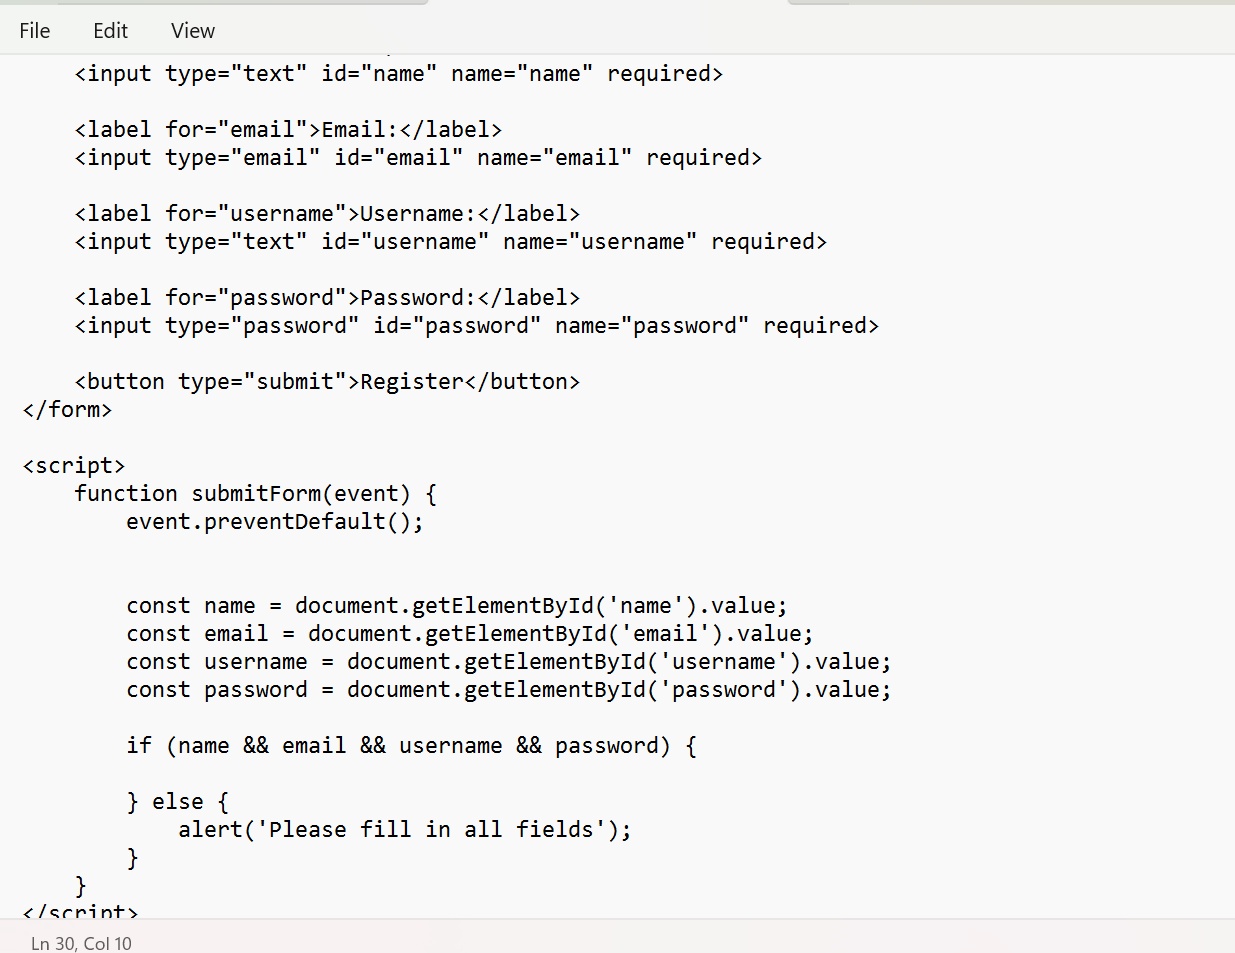 File Edit View
<input type="text" id="name" name="name" required>
<label for="email">Email:</label>
<input type="email" id="email" name="email" required>
<label for="username">Username:</label>
<input type="text" id="username" name="username" required>
<label for="password">Password:</label>
<input type="password" id="password" name="password" required>
<button type="submit">Register</button>
</form>
<script>
function submitForm(event) {
event.preventDefault();
const name = document.getElementById('name').value;
const email = document.getElementById('email').value;
const username = document.getElementById('username').value;
const password = document.getElementById('password').value;
if (name && email && username && password) {
} else {
alert('Please fill in all fields');
}
}
</script>
Ln 30, Col 10